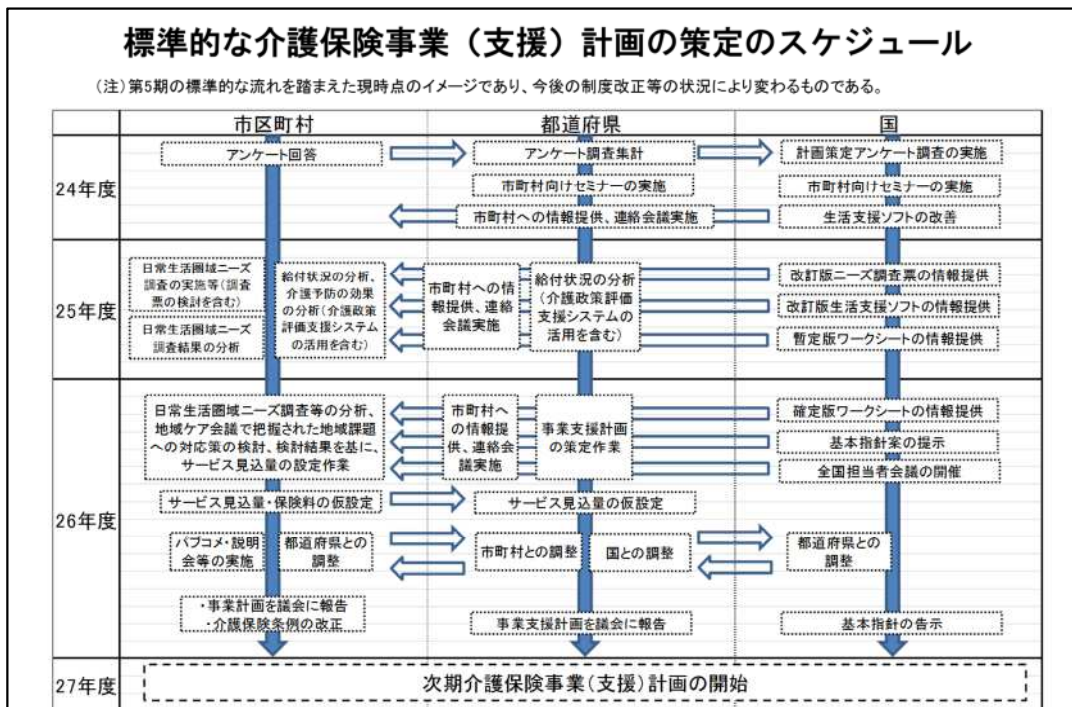 標準的な介護保険事業（支援）計画の策定のスケジュール
（注）第5期の標準的な流れを踏まえた現時点のイメージであり、今後の制度改正等の状況により変わるものである。
市区町村
都道府県
国
24年度
アンケート回答
アンケート調査集計
計画策定アンケート調査の実施
市町村向けセミナーの実施
市町村向けセミナーの実施
市町村への情報提供、連絡会議実施
生活支援ソフトの改善
25年度
日常生活圏域ニーズ
調査の実施等（調査
票の検討を含む）
日常生活圏域ニーズ
調査結果の分析
給付状況の分析、
介護予防の効果
の分析（介護政策
評価支援システム
の活用を含む）
市町村への情
報提供、連絡
会議実施
給付状況の分析
（介護政策評価
支援システムの
活用を含む）
改訂版ニーズ調査票の情報提供
改訂版生活支援ソフトの情報提供
暫定版ワークシートの情報提供
26年度
日常生活圏域ニーズ調査等の分析、
地域ケア会議で把握された地域課題
への対応策の検討、検討結果を基に、
サービス見込量の設定作業
市町村へ
の情報提
供、連絡会
議実施
事業支援計画
の策定作業
確定版ワークシートの情報提供
基本指針案の提示
全国担当者会議の開催
サービス見込量・保険料の仮設定
サービス見込量の仮設定
パブコメ・説明
会等の実施
都道府県との
調整
市町村との調整
国との調整
都道府県との
調整
・事業計画を議会に報告
・介護保険条例の改正
事業支援計画を議会に報告
基本指針の告示
27年度
次期介護保険事業（支援）計画の開始